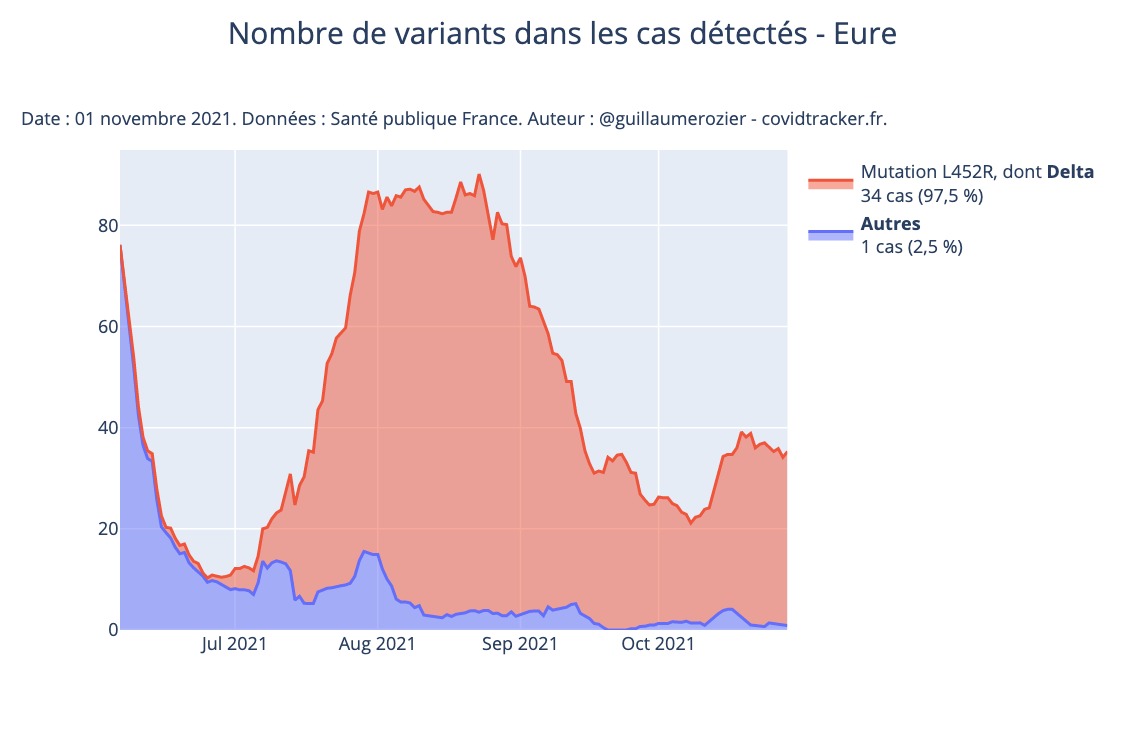 Nombre de variants dans les cas détectés - Eure
Date : 01 novembre 2021. Données : Santé publique France. Auteur : @guillaumerozier - covidtracker.fr.
Mutation L452R, dont Delta
34 cas (97,5 %)
Autres
1 cas (2,5 %)
80
60
40
20
0
Jul 2021
Aug 2021
Sep 2021
Oct 2021